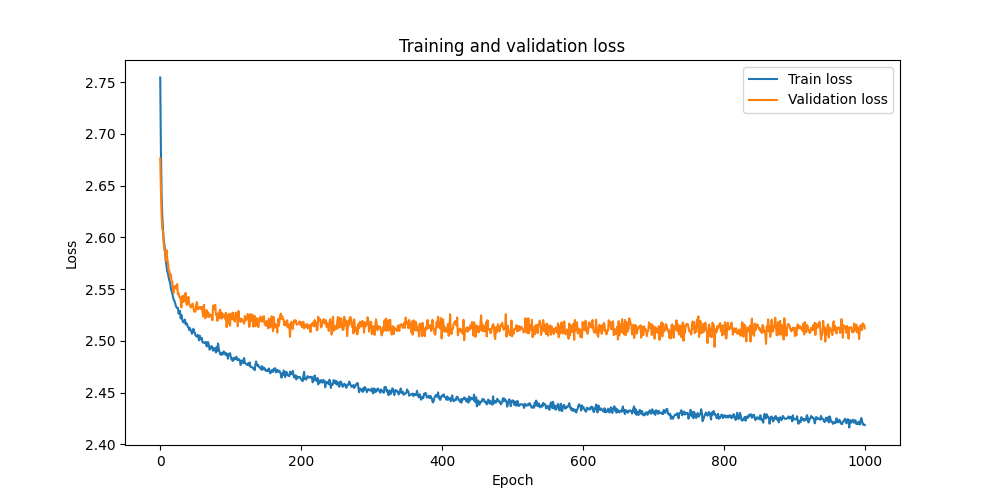 Training and validation loss
Train loss
Validation loss
2.75
2.70
2.65
2.60
2.55
2.50
2.45
2.40
Loss
0 200 400 600 800 1000
Epoch